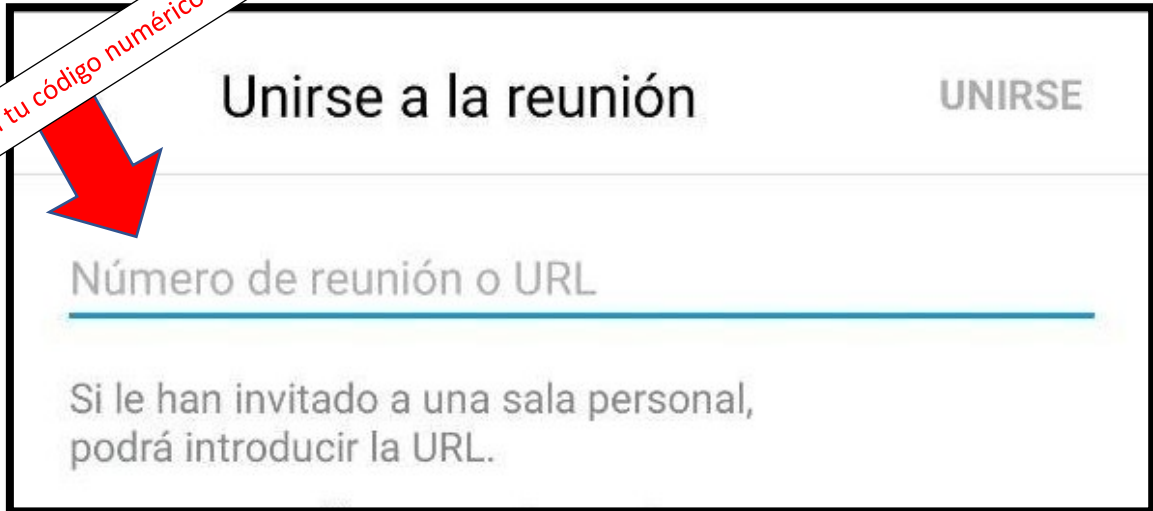 tu código numérico
Unirse a la reunión
UNIRSE
Número de reunión o URL
Si le han invitado a una sala personal,
podrá introducir la URL.